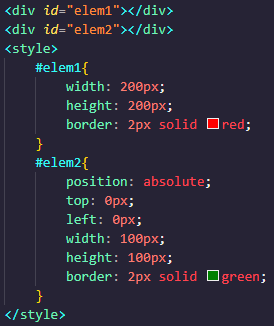 <div id="elem1"></div>
<div id="elem2"></div>
<style>
    #elem1{
        width: 200px;
        height: 200px;
        border: 2px solid red;
    }
    #elem2{
        position: absolute;
        top: 0px;
        left: 0px;
        width: 100px;
        height: 100px;
        border: 2px solid green;
    }
</style>